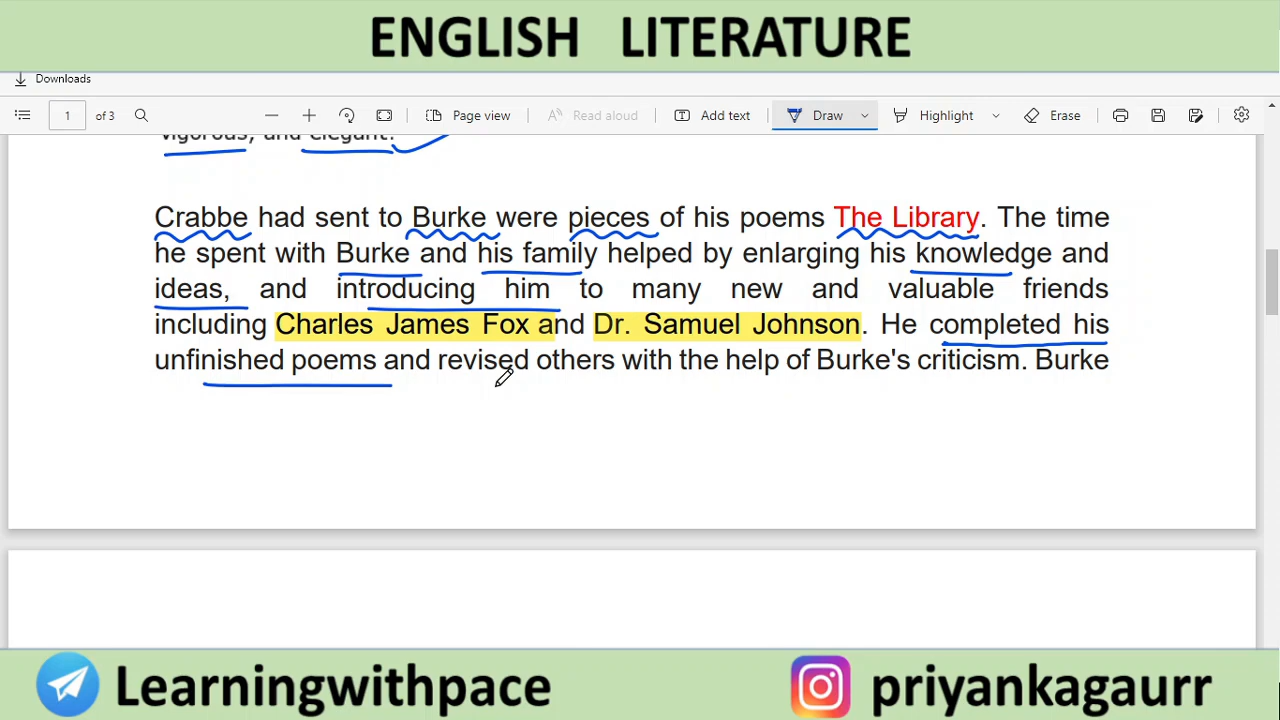 ENGLISH LITERATURE
Downloads
1 of 3 Page view Read aloud Add text Draw Highlight Erase
vigorous, and elegant.
Crabbe had sent to Burke were pieces of his poems The Library. The time
he spent with Burke and his family helped by enlarging his knowledge and
ideas, and introducing him to many new and valuable friends
including Charles James Fox and Dr. Samuel Johnson. He completed his
unfinished poems and revised others with the help of Burke's criticism. Burke
Learningwithpace priyankagaurr